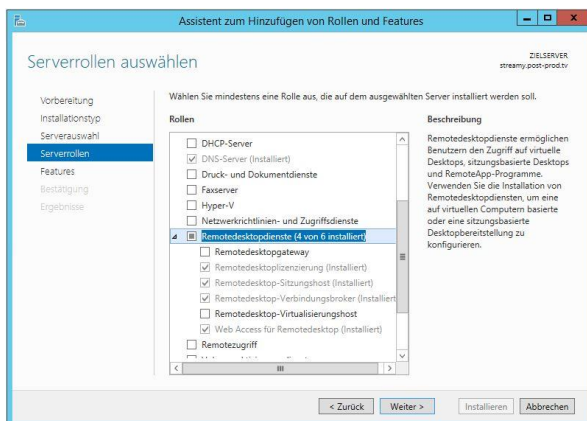 Assistent zum Hinzufügen von Rollen und Features
Serverrollen auswählen
ZIELSERVER
streamy.post-prod.tv
Vorbereitung
Installationstyp
Serverauswahl
Serverrollen
Features
Bestätigung
Ergebnisse
Wählen Sie mindestens eine Rolle aus, die auf dem ausgewählten Server installiert werden soll.
Rollen
DHCP-Server
DNS-Server (Installiert)
Druck- und Dokumentdienste
Faxserver
Hyper-V
Netzwerkrichtlinien- und Zugriffsdienste
Remotedesktopdienste (4 von 6 installiert)
Remotedesktopgateway
Remotedesktoplizenzierung (Installiert)
Remotedesktop-Sitzungshost (Installiert)
Remotedesktop-Verbindungsbroker (Installiert
Remotedesktop-Virtualisierungshost
Web Access für Remotedesktop (Installiert)
Remotezugriff
Beschreibung
Remotedesktopdienste ermöglichen
Benutzern den Zugriff auf virtuelle
Desktops, sitzungsbasierte Desktops
und RemoteApp-Programme.
Verwenden Sie die Installation von
Remotedesktopdiensten, um eine
auf virtuellen Computern basierte
oder eine sitzungsbasierte
Desktopbereitstellung zu
konfigurieren.
< Zurück
Weiter >
Installieren
Abbrechen